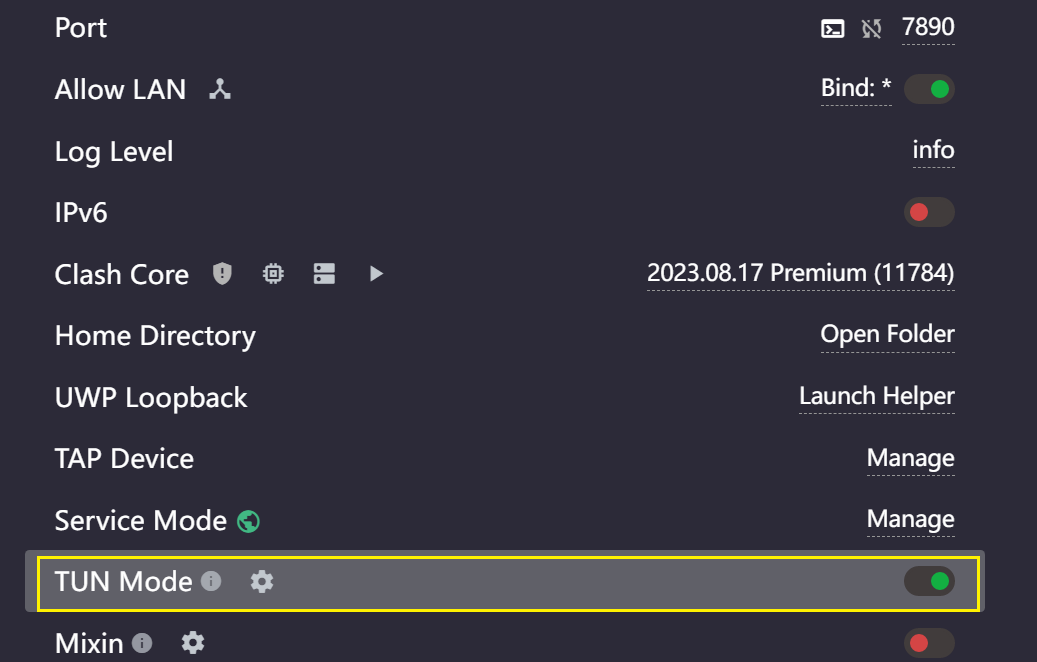 Port 7890
Allow LAN Bind: *
Log Level info
IPv6
Clash Core 2023.08.17 Premium (11784)
Home Directory Open Folder
UWP Loopback Launch Helper
TAP Device Manage
Service Mode Manage
TUN Mode
Mixin